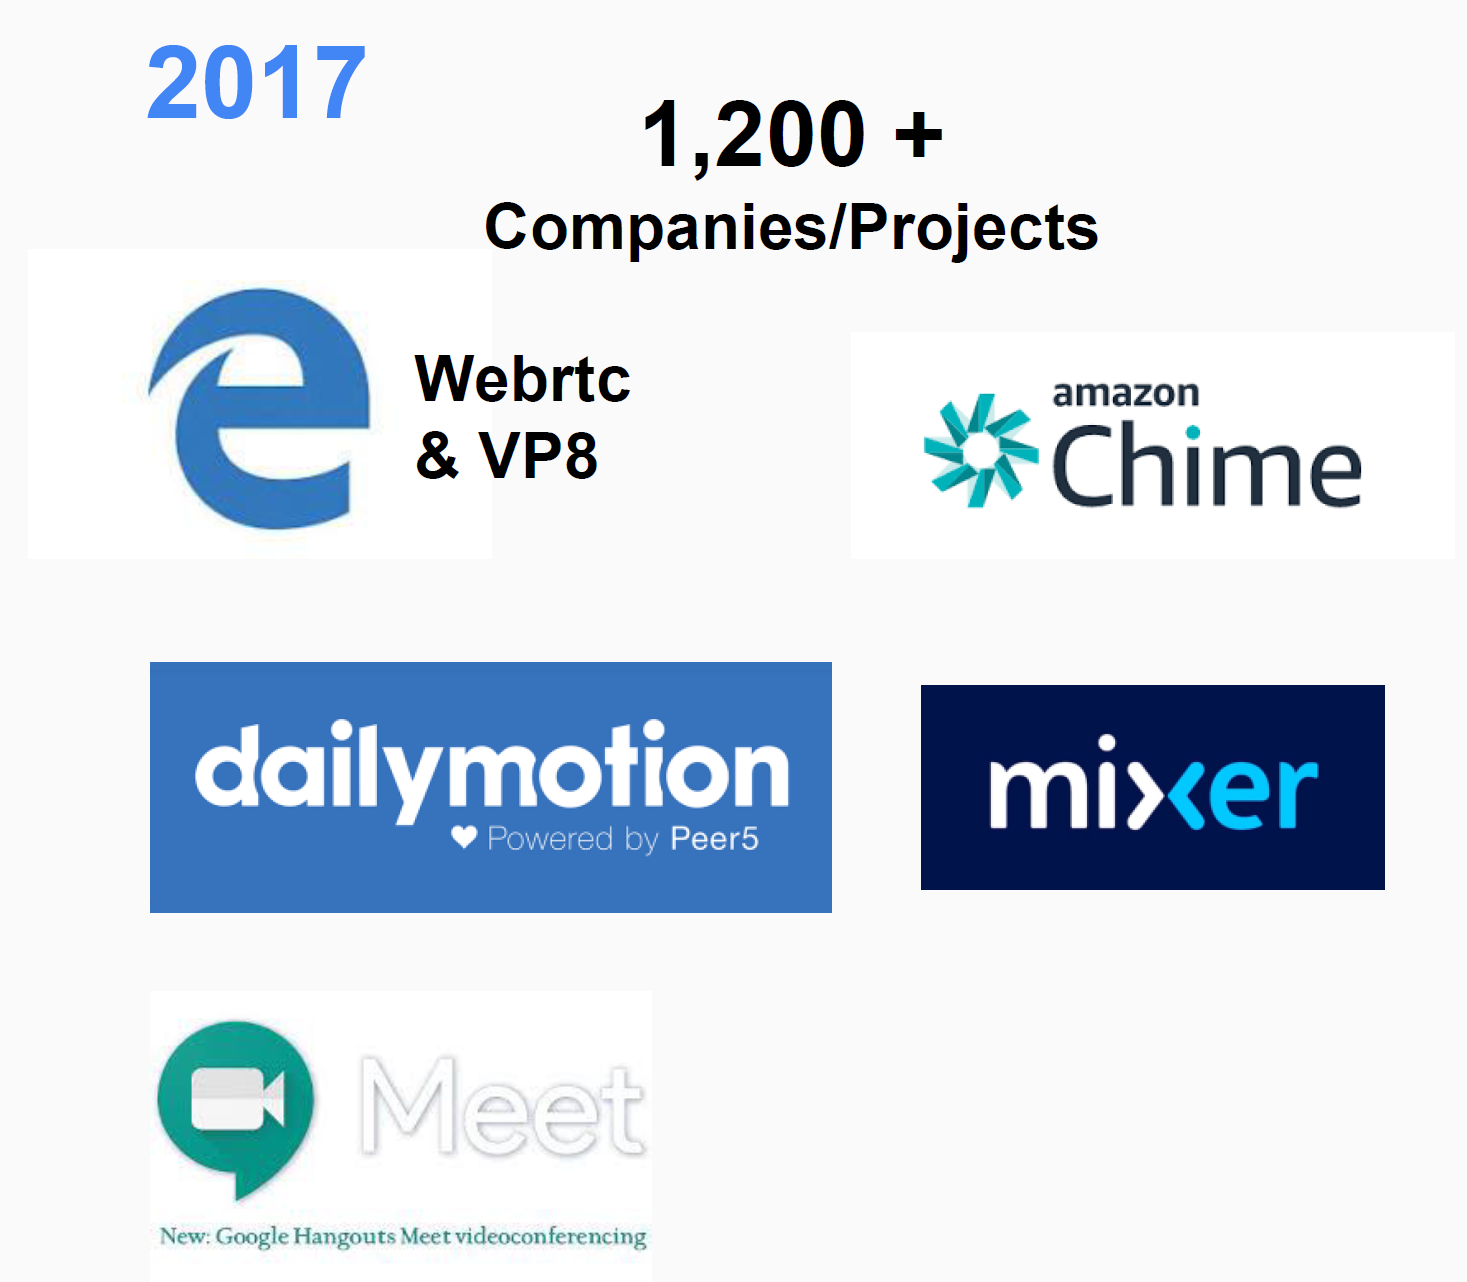 2017
1,200 +
Companies/Projects
Webrtc
& VP8
amazon
Chime
dailymotion
Powered by Peer5
mixer
Meet
New: Google Hangouts Meet videoconferencing